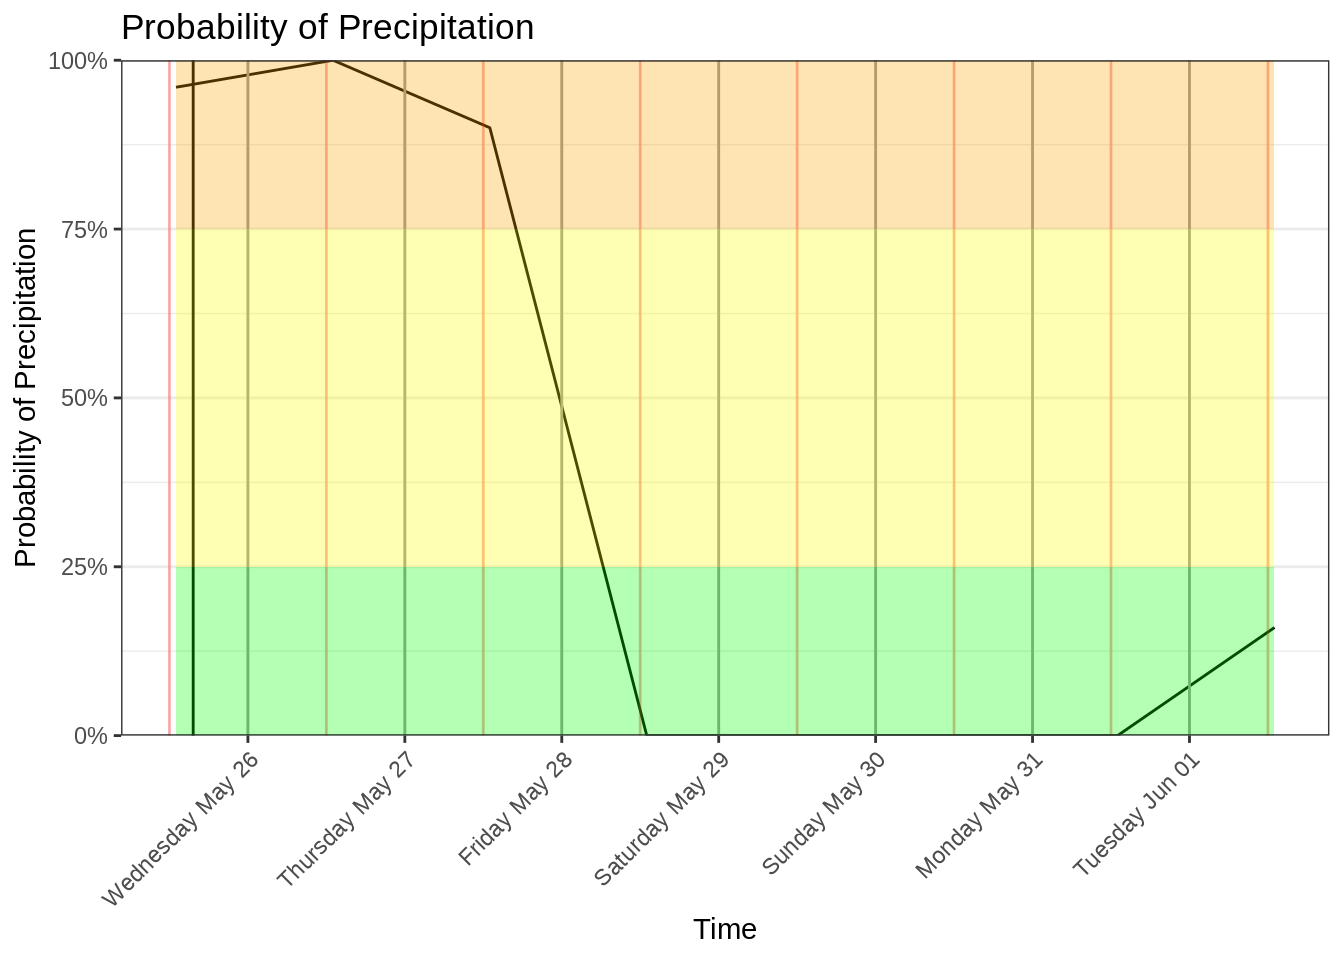 Probability of Precipitation
100%
75%
50%
25%
0%
Probability of Precipitation
Wednesday May 26
Thursday May 27
Friday May 28
Saturday May 29
Sunday May 30
Monday May 31
Tuesday Jun 01
Time